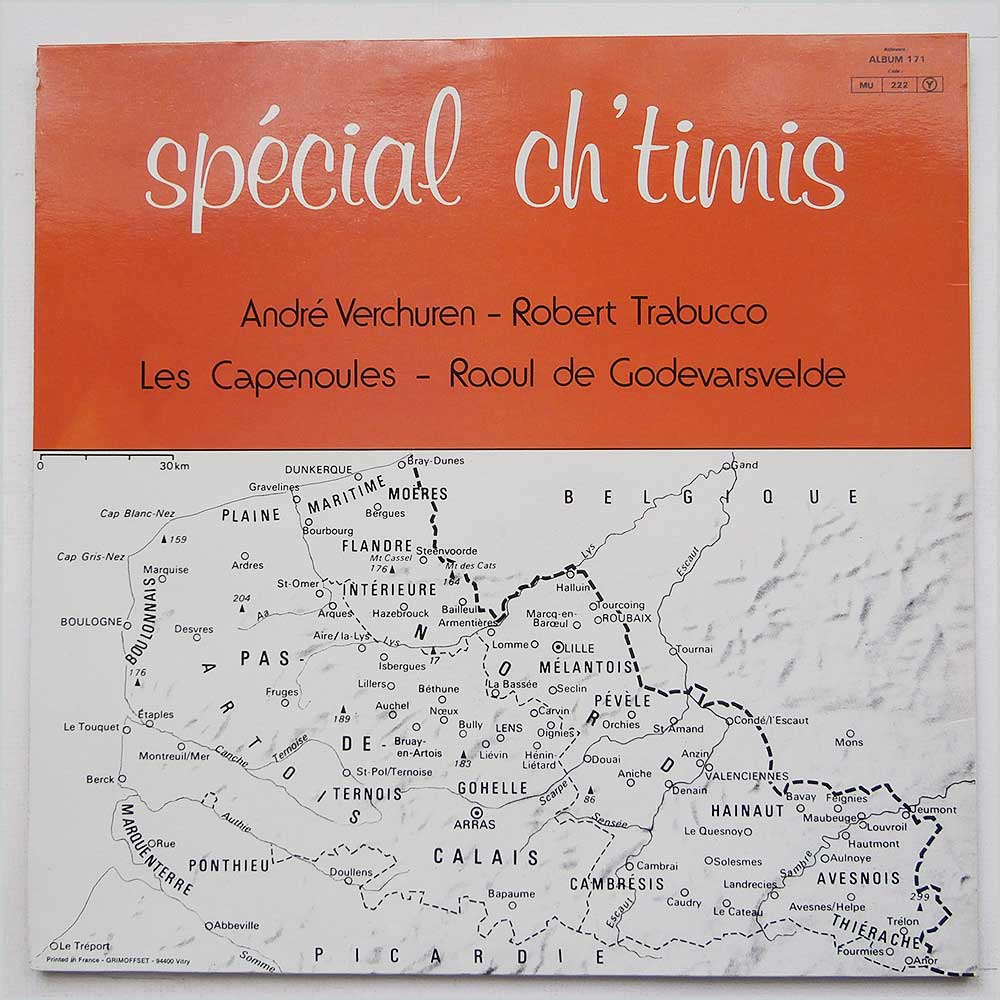 Référence :
ALBUM 171
Code :
MU 222 Y
spécial ch'timis
André Verchuren - Robert Trabucco
Les Capenoules - Raoul de Godevarsvelde
0 30 km
Bray-Dunes
DUNKERQUE
Gand
Gravelines
MARITIME
MOËRES
BELGIQUE
Cap Blanc-Nez
PLAINE
Bergues
Bourbourg
159
FLANDRE
Steenvoorde
Lys
Escaut
Cap Gris-Nez
Marquise
Ardres
Mt Cassel
176
Mt des Cats
164
Halluin
St-Omer
INTÉRIEURE
BOULONNAIS
204
Aa
Arques
Hazebrouck
Bailleul
Marcq-en-
Barœul
Tourcoing
ROUBAIX
BOULOGNE
Desvres
Aire/la-Lys
Lys
Armentières
NORD
17
Lomme
LILLE
Tournai
PAS-
Isbergues
MÉLANTOIS
176
ARTOIS
Fruges
Lillers
Béthune
La Bassée
Seclin
PÉVÈLE
189
Auchel
Nœux
Carvin
Orchies
Étaples
Le Touquet
Bully
LENS
Oignies
St-Amand
Condé/l'Escaut
Montreuil/Mer
Canche
Ternoise
DE-
Bruay-
en-Artois
183
Liévin
Hénin-
Liétard
Douai
Anzin
VALENCIENNES
Mons
Berck
St-Pol/Ternoise
TERNOIS
GOHELLE
Scarpe
Aniche
86
Denain
MARQUENTERRE
Authie
ARRAS
Sensée
HAINAUT
Bavay
Feignies
Maubeuge
Jeumont
Louvroil
Le Quesnoy
Hautmont
Rue
PONTHIEU
CALAIS
Cambrai
Solesmes
Sambre
Aulnoye
Doullens
CAMBRÉSIS
Landrecies
AVESNOIS
Bapaume
Escaut
Caudry
Le Cateau
Avesnes/Helpe
299
Trélon
Abbeville
THIÉRACHE
Le Tréport
Somme
PICARDIE
Fourmies
Anor
Printed in France - GRIMOFFSET - 94400 Vitry